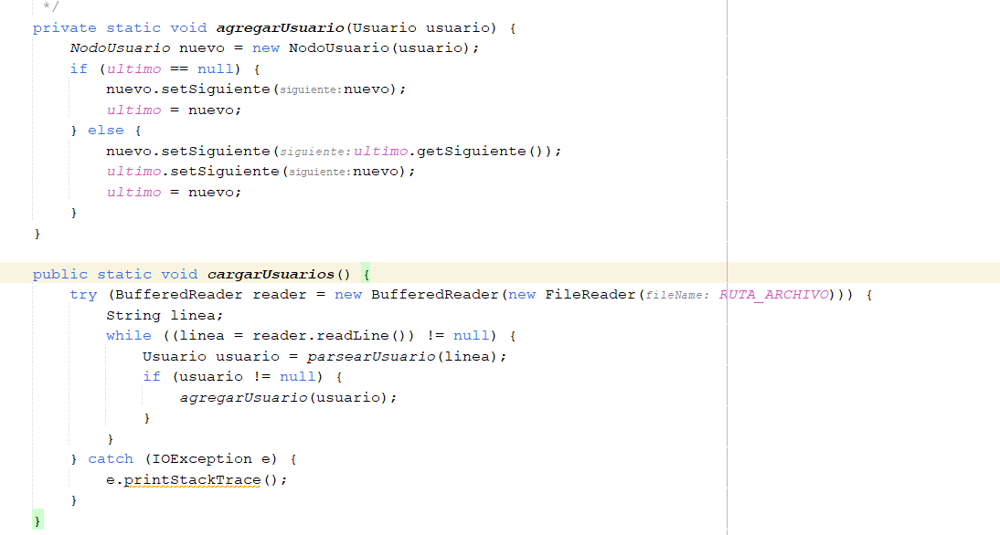 */
private static void agregarUsuario(Usuario usuario) {
NodoUsuario nuevo = new NodoUsuario(usuario);
if (ultimo == null) {
nuevo.setSiguiente(siguiente:nuevo);
ultimo = nuevo;
} else {
nuevo.setSiguiente(siguiente:ultimo.getSiguiente());
ultimo.setSiguiente(siguiente:nuevo);
ultimo = nuevo;
}
}
public static void cargarUsuarios() {
try (BufferedReader reader = new BufferedReader(new FileReader(fileName: RUTA_ARCHIVO))) {
String linea;
while ((linea = reader.readLine()) != null) {
Usuario usuario = parsearUsuario(linea);
if (usuario != null) {
agregarUsuario(usuario);
}
}
} catch (IOException e) {
e.printStackTrace();
}
}